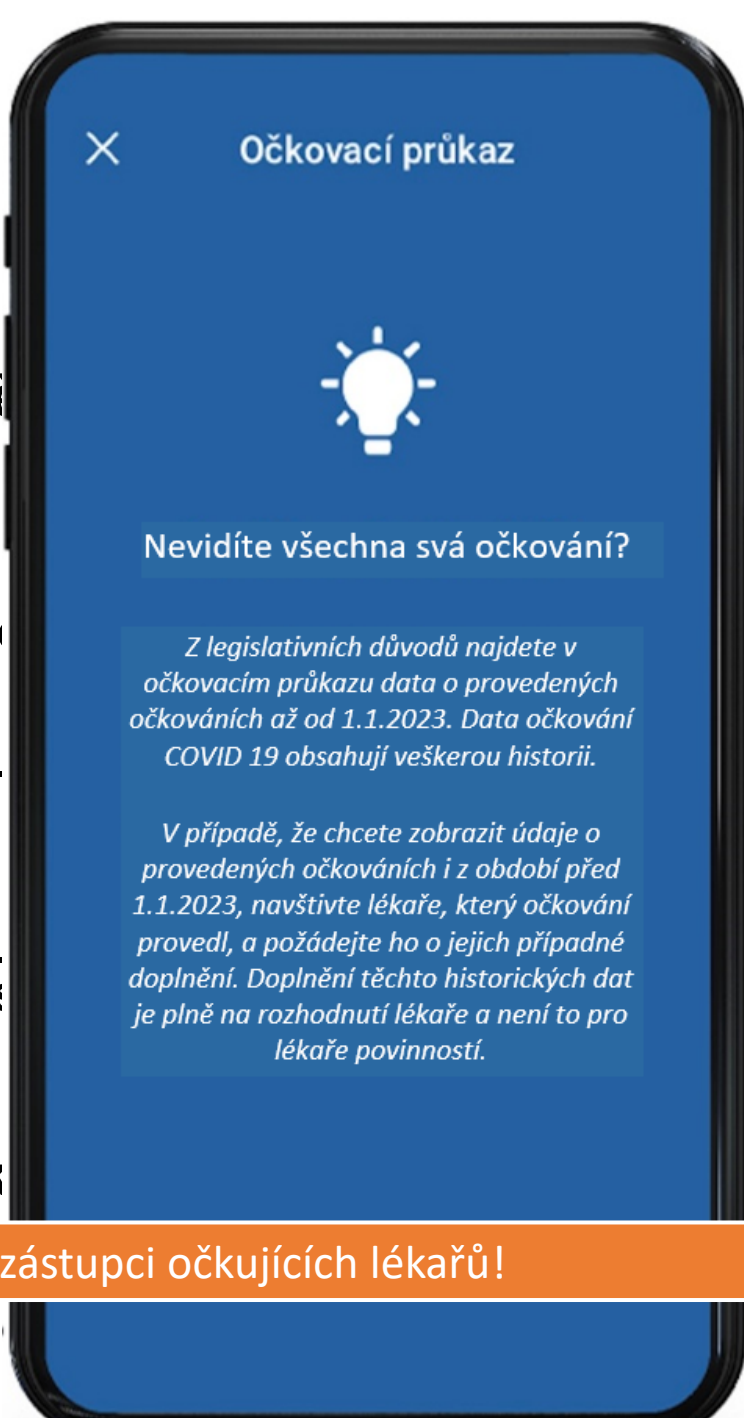 Očkovací průkaz
Nevidíte všechna svá očkování?
Z legislativních důvodů najdete v
očkovacím průkazu data o provedených
očkováních až od 1.1.2023. Data očkování
COVID 19 obsahují veškerou historii.
V případě, že chcete zobrazit údaje o
provedených očkováních i z období před
1.1.2023, navštivte lékaře, který očkování
provedl, a požádejte ho o jejich případné
doplnění. Doplnění těchto historických dat
je plně na rozhodnutí lékaře a není to pro
lékaře povinností.
zástupci očkujících lékařů!